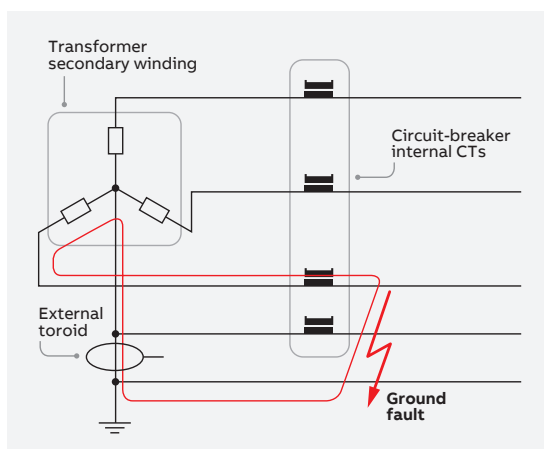 Transformer
secondary winding
Circuit-breaker
internal CTs
External
toroid
Ground
fault